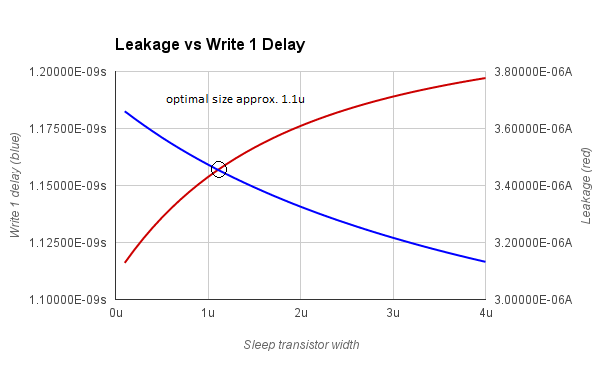 Leakage vs Write 1 Delay
1.20000E-09s
3.80000E-06A
optimal size approx. 1.1u
1.17500E-09s
3.60000E-06A
Write 1 delay (blue)
1.15000E-09s
3.40000E-06A
Leakage (red)
1.12500E-09s
3.20000E-06A
1.10000E-09s
3.00000E-06A
0u 1u 2u 3u 4u
Sleep transistor width